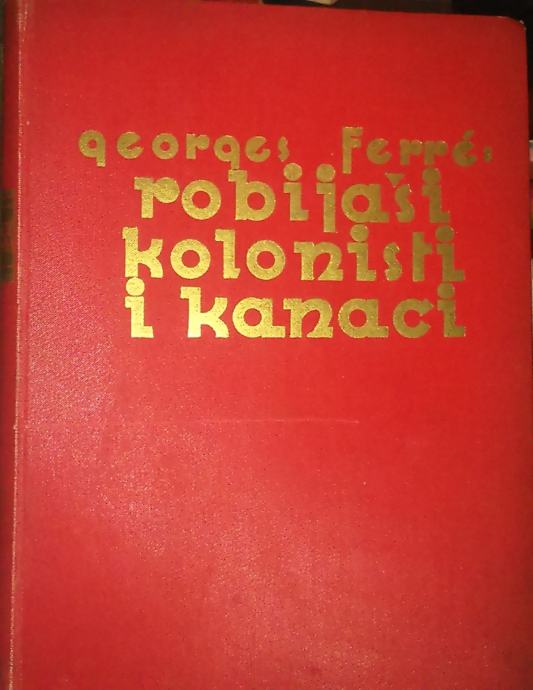 georges ferré:
robijaši
kolonisti
i kanaci